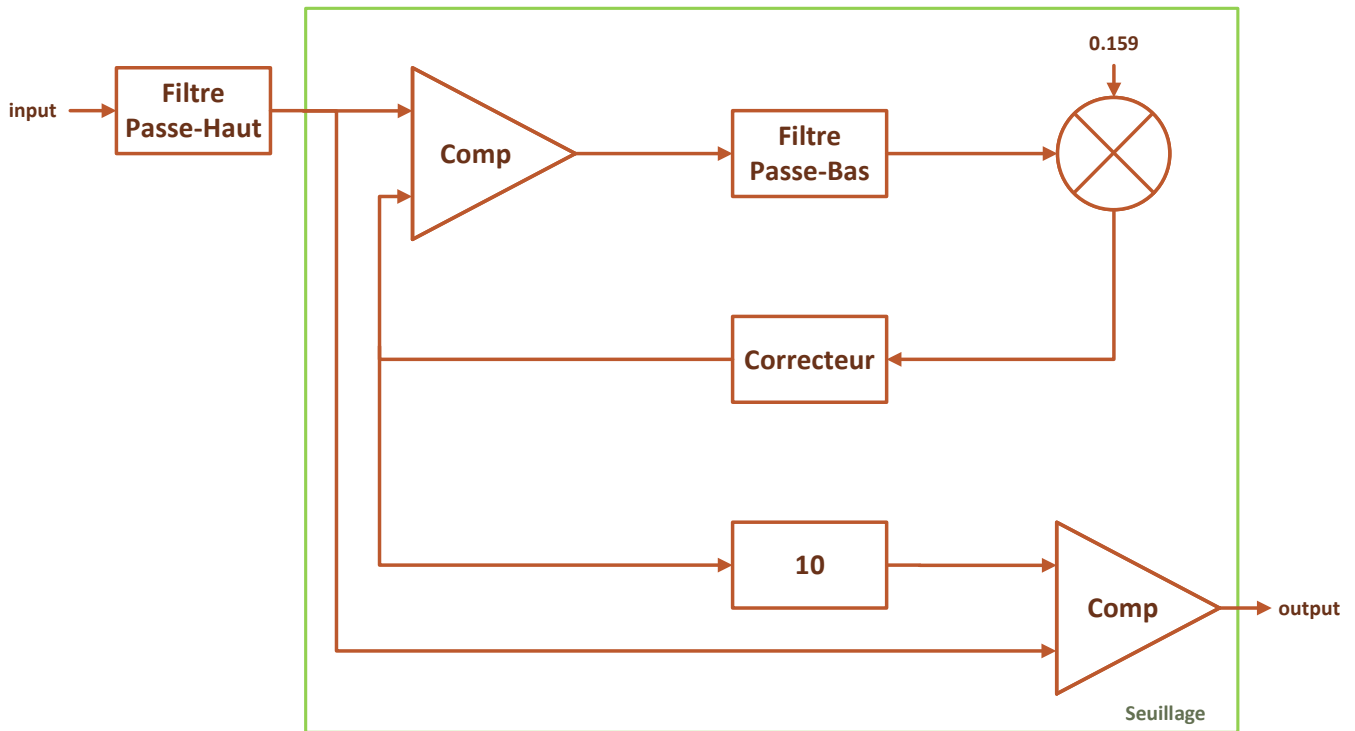 0.159
input
Filtre
Passe-Haut
Comp
Filtre
Passe-Bas
Correcteur
10
Comp
output
Seuillage